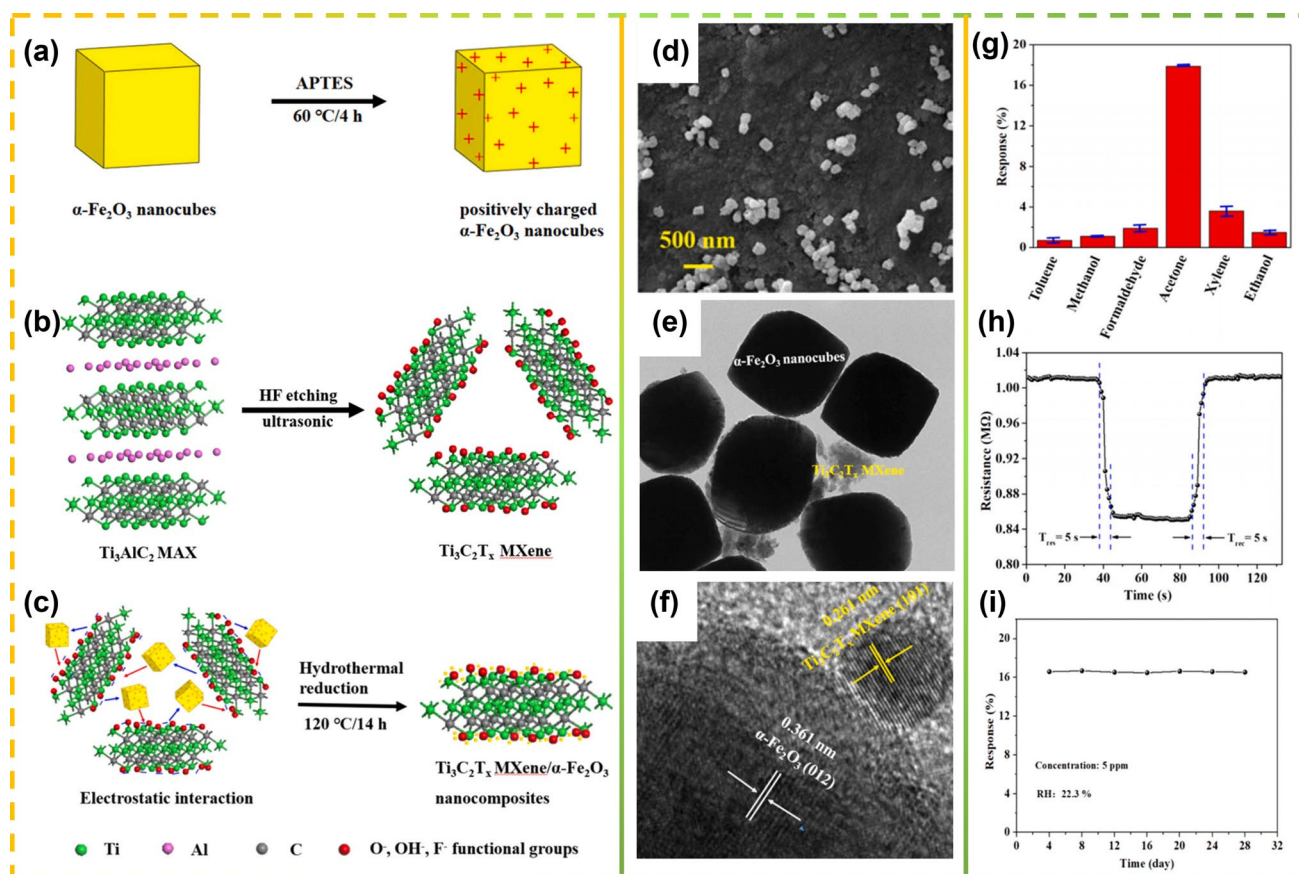 (a)
APTES
60 °C/4 h
α-Fe₂O₃ nanocubes
positively charged
α-Fe₂O₃ nanocubes
(b)
HF etching
ultrasonic
Ti₃AlC₂ MAX
Ti₃C₂Tₓ MXene
(c)
Hydrothermal
reduction
120 °C/14 h
Electrostatic interaction
Ti₃C₂Tₓ MXene/α-Fe₂O₃
nanocomposites
Ti
Al
C
O⁻, OH⁻, F⁻ functional groups
(d)
500 nm
(e)
α-Fe₂O₃ nanocubes
Ti₃C₂Tₓ MXene
(f)
0.261 nm
Ti₃C₂Tₓ MXene (101)
0.361 nm
α-Fe₂O₃ (012)
(g)
Response (%)
20
16
12
8
4
0
Toluene
Methanol
Formaldehyde
Acetone
Xylene
Ethanol
(h)
Resistance (MΩ)
1.04
1.00
0.96
0.92
0.88
0.84
0.80
T_res = 5 s
T_rec = 5 s
0 20 40 60 80 100 120
Time (s)
(i)
Response (%)
0
4
8
12
16
20
Concentration: 5 ppm
RH: 22.3 %
0 4 8 12 16 20 24 28 32
Time (day)